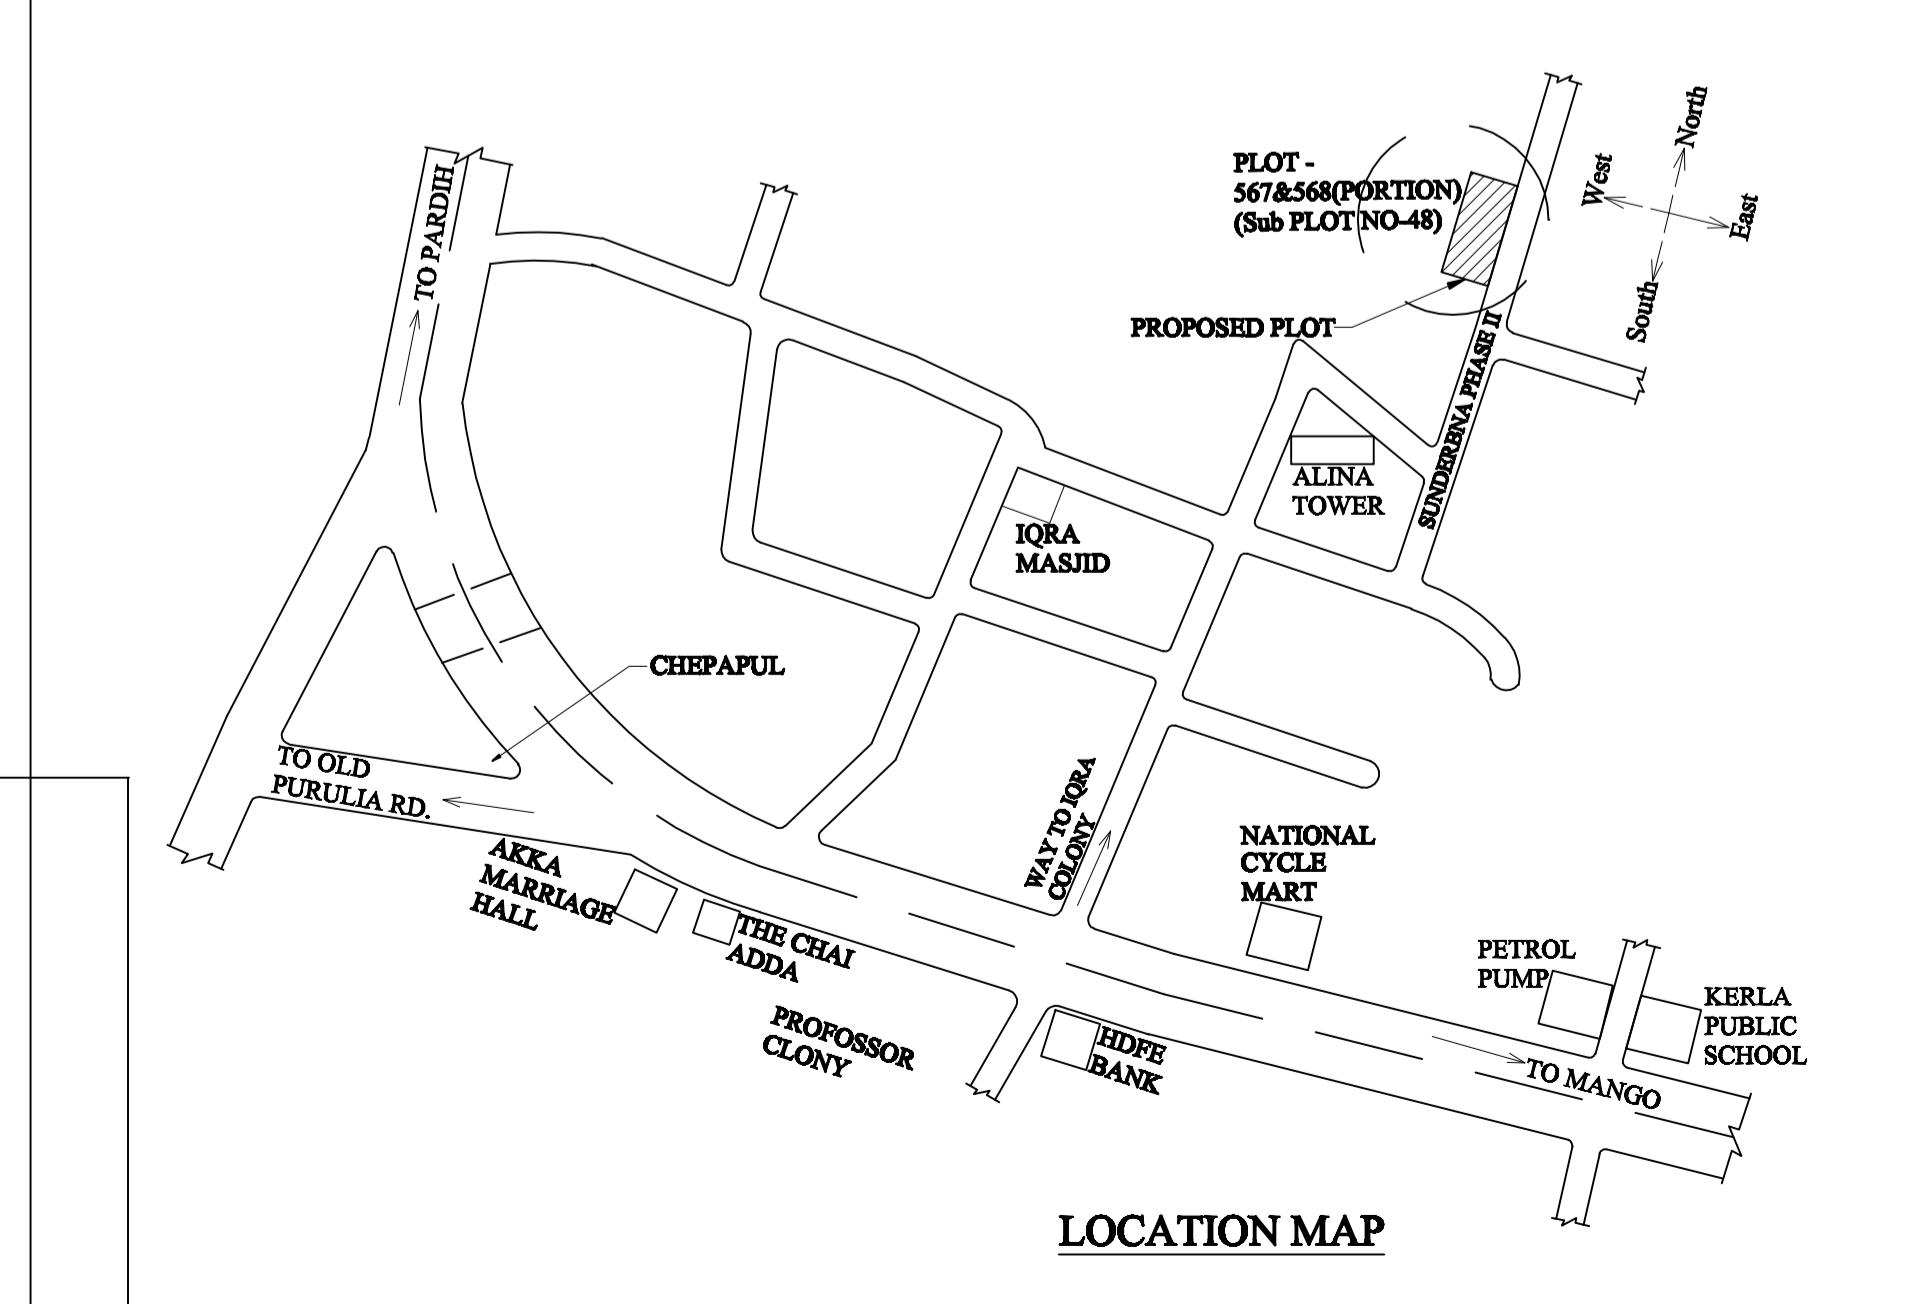 North
West
East
South
PLOT -
567&568(PORTION)
(Sub PLOT NO-48)
TO PARDIH
PROPOSED PLOT
SUNDERBNA PHASE II
ALINA
TOWER
IQRA
MASJID
CHEPAPUL
TO OLD
PURULIA RD.
WAY TO IQRA
COLONY
AKKA
MARRIAGE
HALL
NATIONAL
CYCLE
MART
THE CHAI
ADDA
PETROL
PUMP
KERLA
PUBLIC
SCHOOL
PROFOSSOR
CLONY
HDFE
BANK
TO MANGO
LOCATION MAP